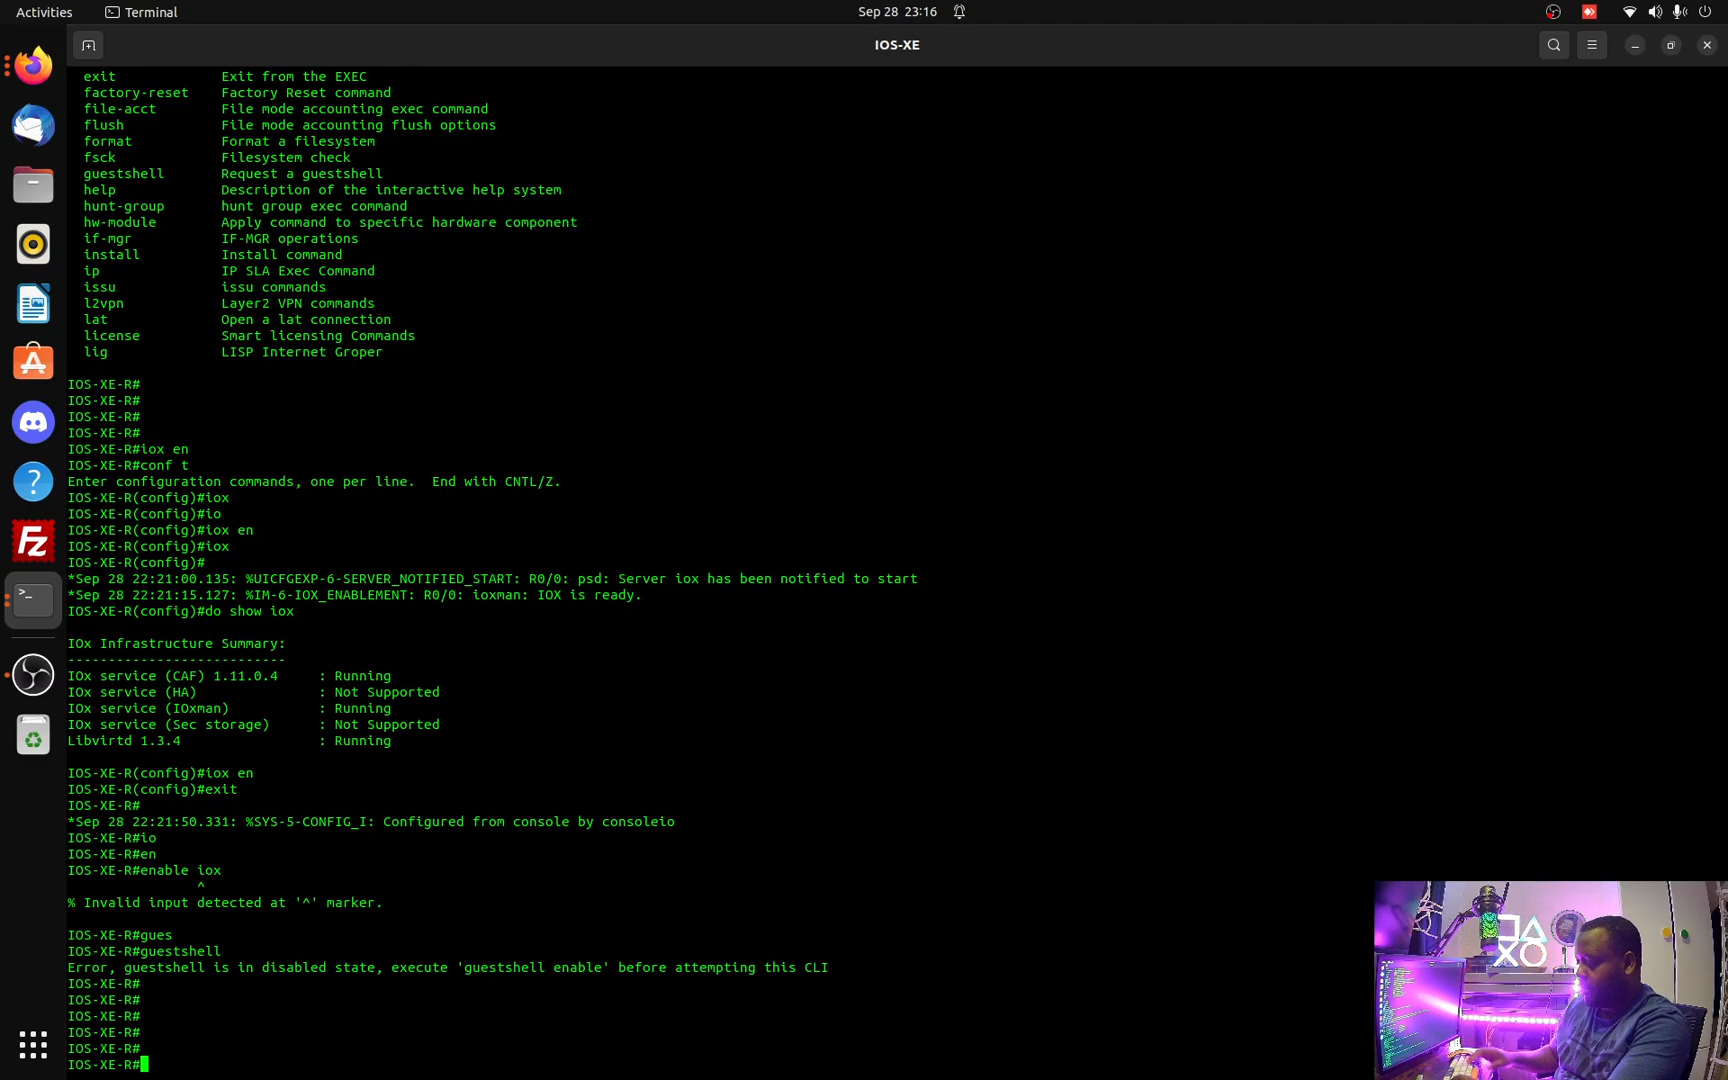 Activities
Terminal
Sep 28 23:16
IOS-XE
exit Exit from the EXEC
factory-reset Factory Reset command
file-acct File mode accounting exec command
flush File mode accounting flush options
format Format a filesystem
fsck Filesystem check
guestshell Request a guestshell
help Description of the interactive help system
hunt-group hunt group exec command
hw-module Apply command to specific hardware component
if-mgr IF-MGR operations
install Install command
ip IP SLA Exec Command
issu issu commands
l2vpn Layer2 VPN commands
lat Open a lat connection
license Smart licensing Commands
lig LISP Internet Groper
IOS-XE-R#
IOS-XE-R#
IOS-XE-R#
IOS-XE-R#
IOS-XE-R#iox en
IOS-XE-R#conf t
Enter configuration commands, one per line. End with CNTL/Z.
IOS-XE-R(config)#iox
IOS-XE-R(config)#io
IOS-XE-R(config)#iox en
IOS-XE-R(config)#iox
IOS-XE-R(config)#
*Sep 28 22:21:00.135: %UICFGEXP-6-SERVER_NOTIFIED_START: R0/0: psd: Server iox has been notified to start
*Sep 28 22:21:15.127: %IM-6-IOX_ENABLEMENT: R0/0: ioxman: IOX is ready.
IOS-XE-R(config)#do show iox
IOx Infrastructure Summary:
---------------------------
IOx service (CAF) 1.11.0.4 : Running
IOx service (HA) : Not Supported
IOx service (IOxman) : Running
IOx service (Sec storage) : Not Supported
Libvirtd 1.3.4 : Running
IOS-XE-R(config)#iox en
IOS-XE-R(config)#exit
IOS-XE-R#
*Sep 28 22:21:50.331: %SYS-5-CONFIG_I: Configured from console by consoleio
IOS-XE-R#io
IOS-XE-R#en
IOS-XE-R#enable iox
^
% Invalid input detected at '^' marker.
IOS-XE-R#gues
IOS-XE-R#guestshell
Error, guestshell is in disabled state, execute 'guestshell enable' before attempting this CLI
IOS-XE-R#
IOS-XE-R#
IOS-XE-R#
IOS-XE-R#
IOS-XE-R#
IOS-XE-R#